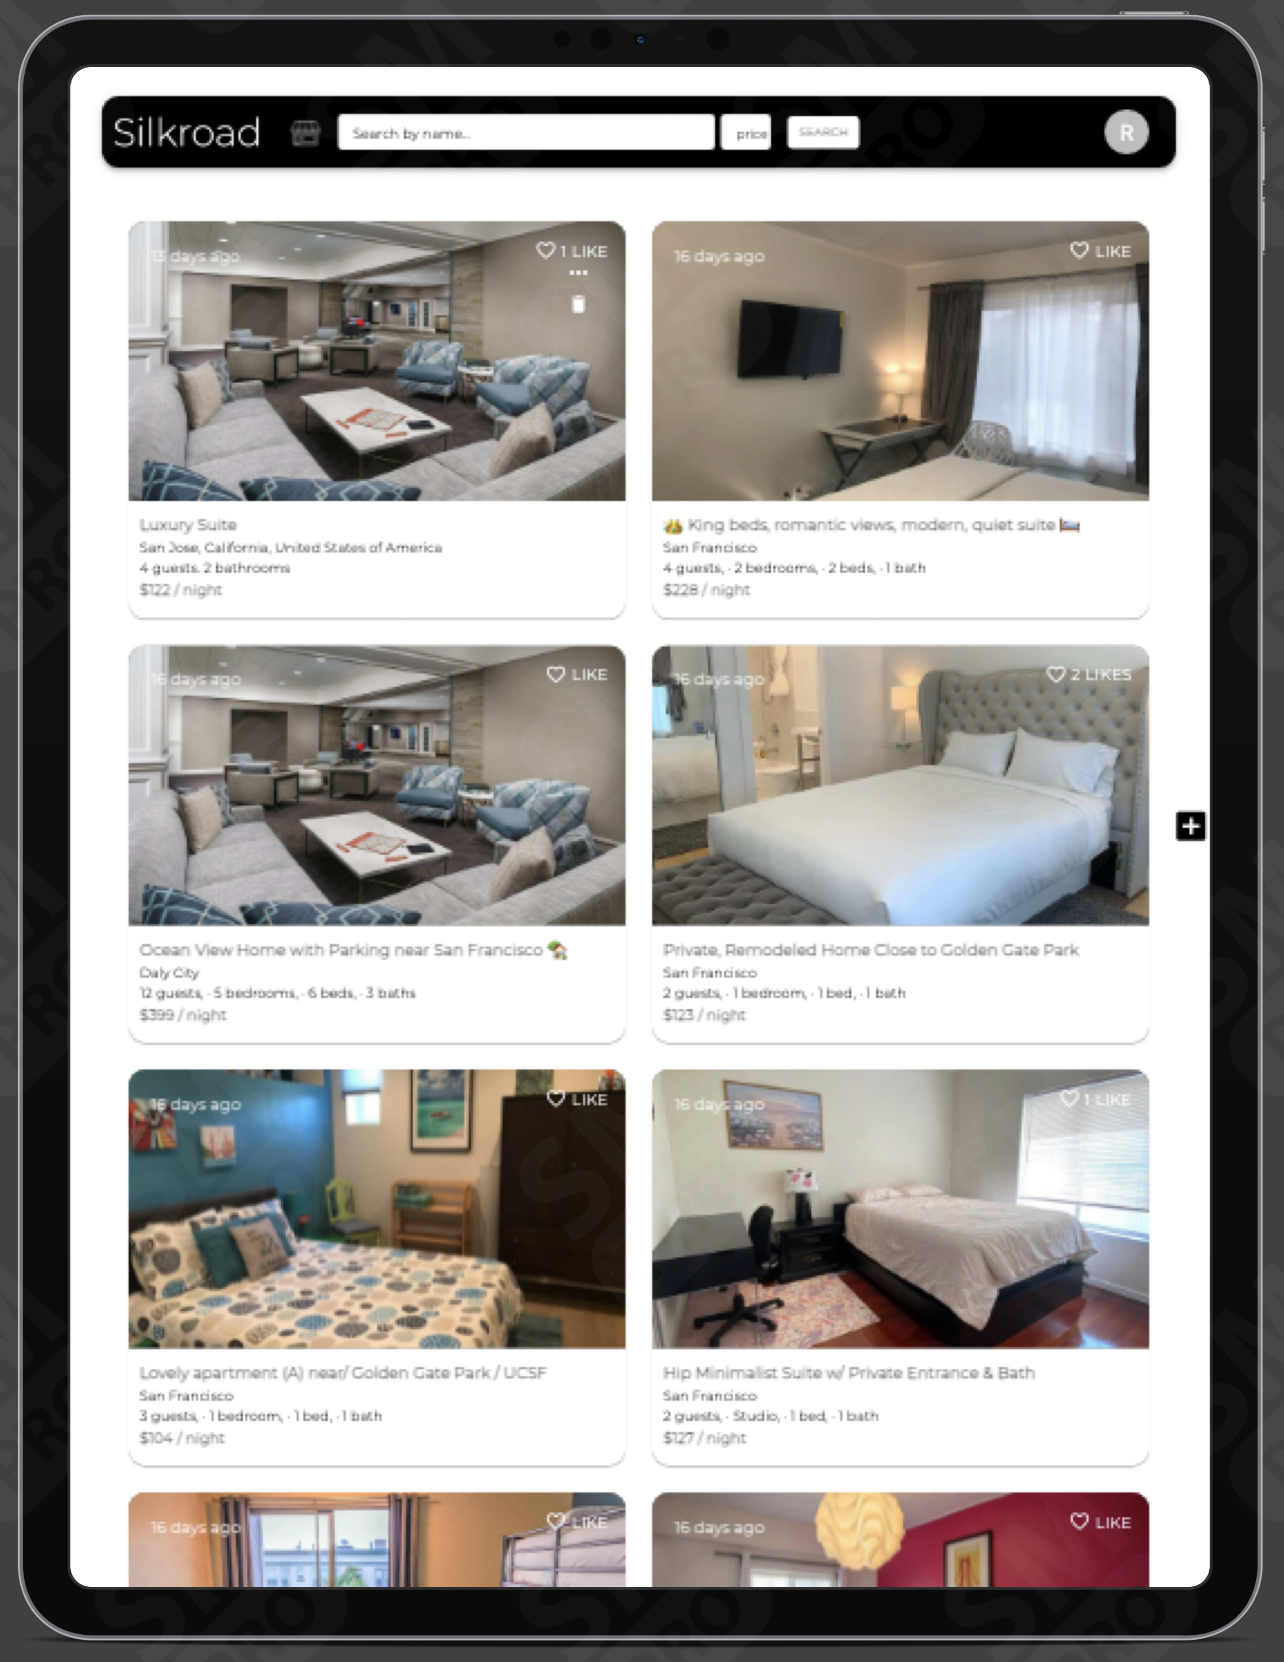 Silkroad
Search by name...
price
SEARCH
R
13 days ago
1 LIKE
16 days ago
LIKE
Luxury Suite
San Jose, California, United States of America
4 guests. 2 bathrooms
$122 / night
👑 King beds, romantic views, modern, quiet suite 🛏️
San Francisco
4 guests, · 2 bedrooms, · 2 beds, · 1 bath
$228 / night
16 days ago
LIKE
16 days ago
2 LIKES
Ocean View Home with Parking near San Francisco 🏡
Daly City
12 guests, · 5 bedrooms, · 6 beds, · 3 baths
$399 / night
Private, Remodeled Home Close to Golden Gate Park
San Francisco
2 guests, · 1 bedroom, · 1 bed, · 1 bath
$123 / night
16 days ago
LIKE
16 days ago
1 LIKE
Lovely apartment (A) near/ Golden Gate Park / UCSF
San Francisco
3 guests, · 1 bedroom, · 1 bed, · 1 bath
$104 / night
Hip Minimalist Suite w/ Private Entrance & Bath
San Francisco
2 guests, · Studio, · 1 bed, · 1 bath
$127 / night
16 days ago
LIKE
16 days ago
LIKE